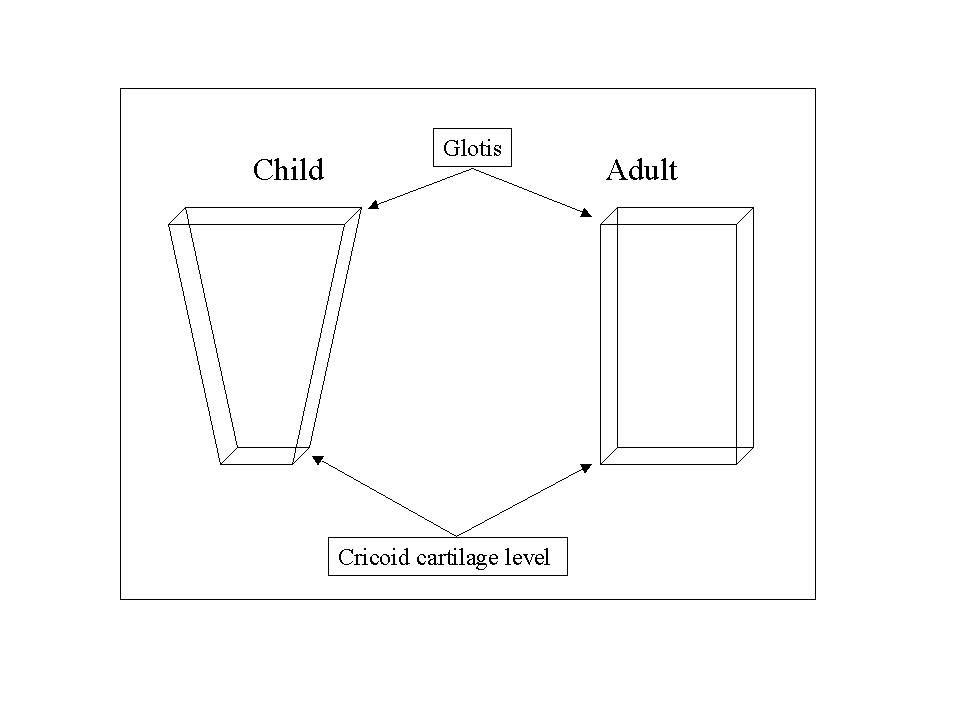 Glotis
Child
Adult
Cricoid cartilage level